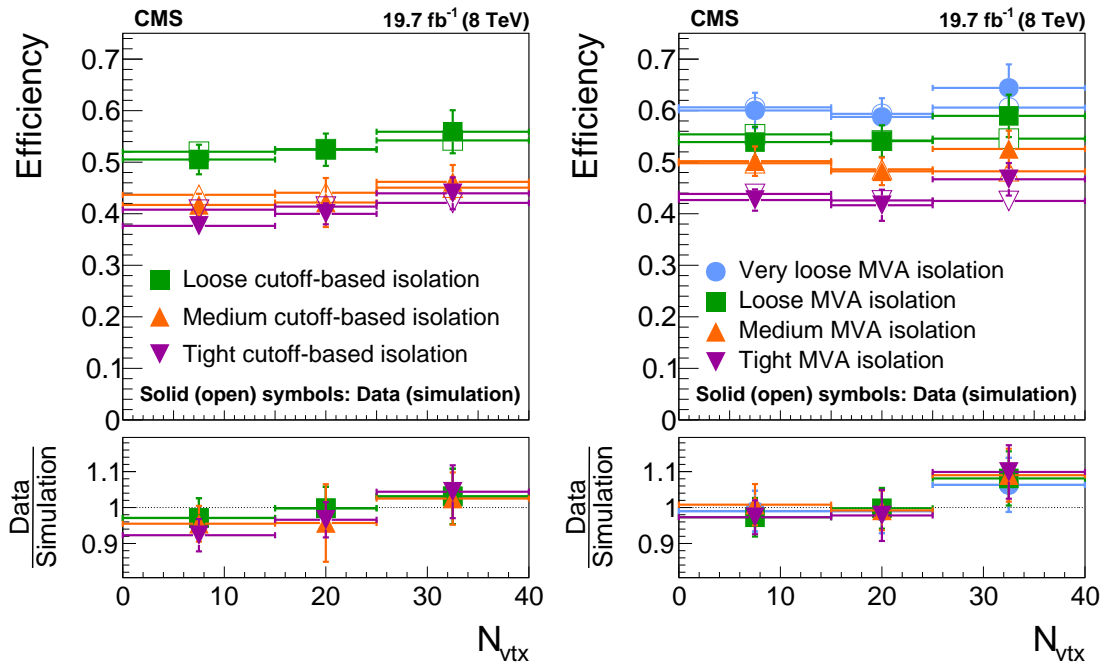 CMS 19.7 fb⁻¹ (8 TeV)
Efficiency
0.7
0.6
0.5
0.4
0.3
0.2
0.1
0
Loose cutoff-based isolation
Medium cutoff-based isolation
Tight cutoff-based isolation
Solid (open) symbols: Data (simulation)
Data
Simulation
1.1
1
0.9
0 10 20 30 40
N_vtx
CMS 19.7 fb⁻¹ (8 TeV)
Efficiency
0.7
0.6
0.5
0.4
0.3
0.2
0.1
0
Very loose MVA isolation
Loose MVA isolation
Medium MVA isolation
Tight MVA isolation
Solid (open) symbols: Data (simulation)
Data
Simulation
1.1
1
0.9
0 10 20 30 40
N_vtx